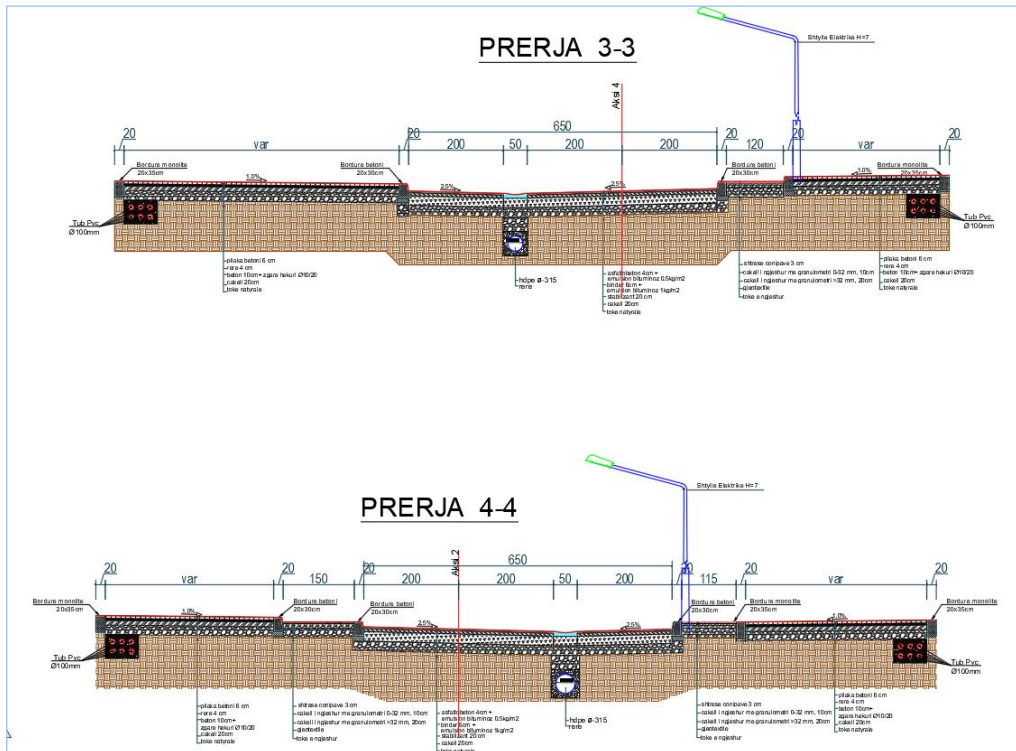 PRERJA 3-3
Shtylle Elektrike H=7
Aksi 4
650
20 var 20 200 50 200 200 20 120 20 var 20
Bordure monolite
20x35cm
Bordure betoni
20x30cm
Bordure betoni
20x30cm
Bordure monolite
20x35cm
1.0%
2.5%
2.5%
1.0%
Tub Pvc
Ø100mm
Tub Pvc
Ø100mm
pllaka betoni 6 cm
rere 4 cm
beton 10cm+ zgare hekuri Ø10/20
cakell 20cm
toke natyrale
hdpe ø-315
rere
asfaltobeton 4cm +
emulsion bituminoz 0.5kg/m2
binder 6cm +
emulsion bituminoz 1kg/m2
stabilizant 20 cm
cakell 20cm
toke natyrale
shtrese conipave 3 cm
cakell i ngjeshur me granulometri 0-32 mm, 10cm
cakell i ngjeshur me granulometri >32 mm, 20cm
gjeotextile
toke e ngjeshur
pllaka betoni 6 cm
rere 4 cm
beton 10cm+ zgare hekuri Ø10/20
cakell 20cm
toke natyrale
PRERJA 4-4
Shtylle Elektrike H=7
Aksi 2
650
20 var 20 150 20 200 200 50 200 20 115 20 var 20
Bordure monolite
20x35cm
Bordure betoni
20x30cm
Bordure betoni
20x30cm
Bordure betoni
20x30cm
Bordure monolite
20x35cm
Bordure monolite
20x35cm
1.0%
2.5%
2.5%
1.0%
Tub Pvc
Ø100mm
Tub Pvc
Ø100mm
pllaka betoni 6 cm
rere 4 cm
beton 10cm+
zgare hekuri Ø10/20
cakell 20cm
toke natyrale
shtrese conipave 3 cm
cakell i ngjeshur me granulometri 0-32 mm, 10cm
cakell i ngjeshur me granulometri >32 mm, 20cm
gjeotextile
toke e ngjeshur
asfaltobeton 4cm +
emulsion bituminoz 0.5kg/m2
binder 6cm +
emulsion bituminoz 1kg/m2
stabilizant 20 cm
cakell 20cm
hdpe ø-315
rere
shtrese conipave 3 cm
cakell i ngjeshur me granulometri 0-32 mm, 10cm
cakell i ngjeshur me granulometri >32 mm, 20cm
gjeotextile
toke e ngjeshur
pllaka betoni 6 cm
rere 4 cm
beton 10cm+
zgare hekuri Ø10/20
cakell 20cm
toke natyrale